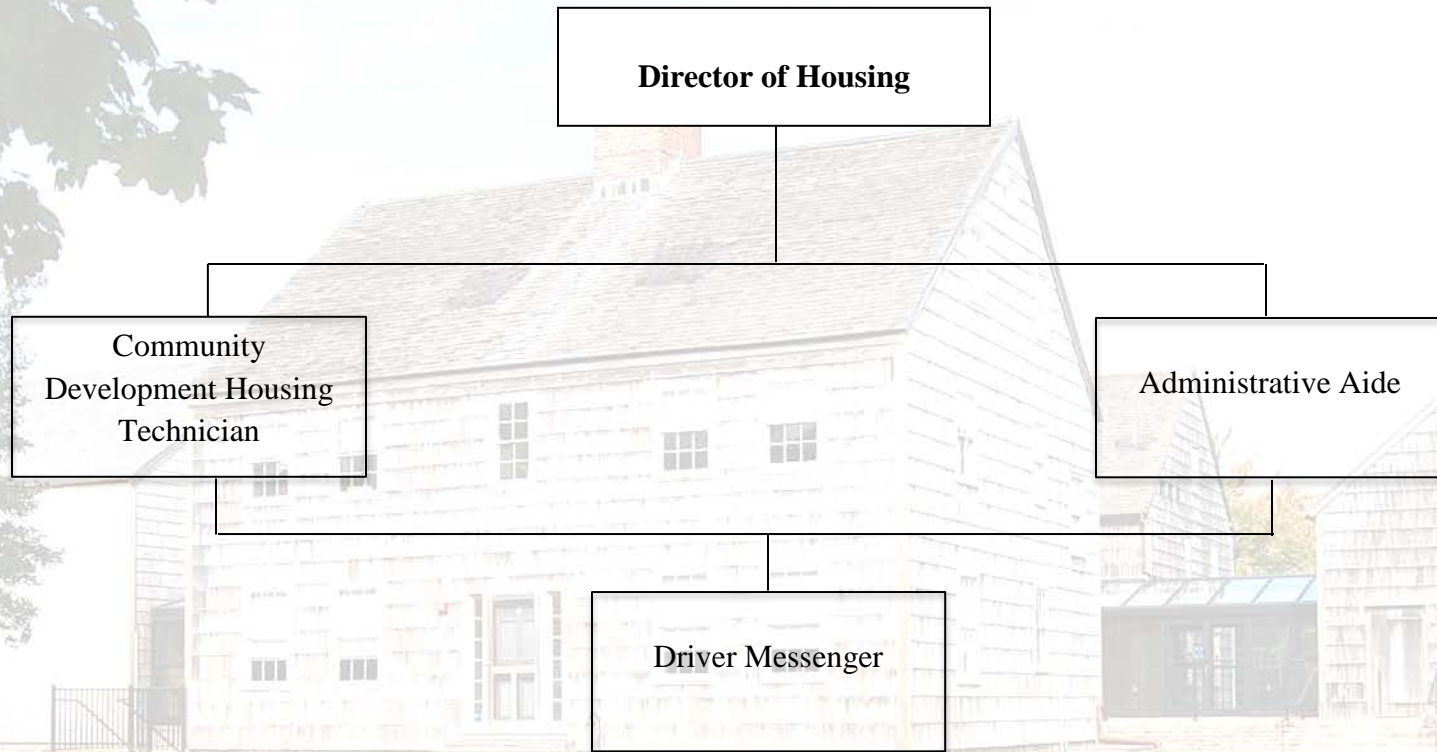 Director of Housing
Community
Development Housing
Technician
Administrative Aide
Driver Messenger